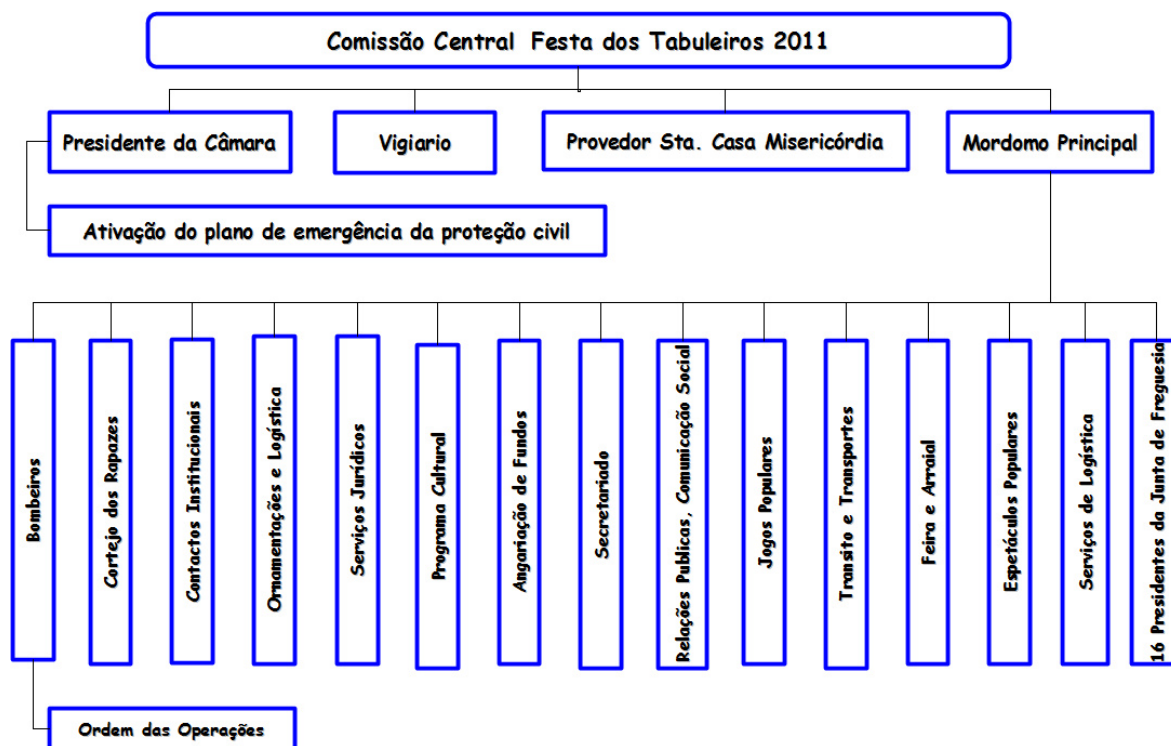 Comissão Central Festa dos Tabuleiros 2011
Presidente da Câmara
Vigiario
Provedor Sta. Casa Misericórdia
Mordomo Principal
Ativação do plano de emergência da proteção civil
Bombeiros
Cortejo dos Rapazes
Contactos Institucionais
Ornamentações e Logística
Serviços Jurídicos
Programa Cultural
Angariação de Fundos
Secretariado
Relações Publicas, Comunicação Social
Jogos Populares
Transito e Transportes
Feira e Arraial
Espetáculos Populares
Serviços de Logística
16 Presidentes da Junta de Freguesia
Ordem das Operações